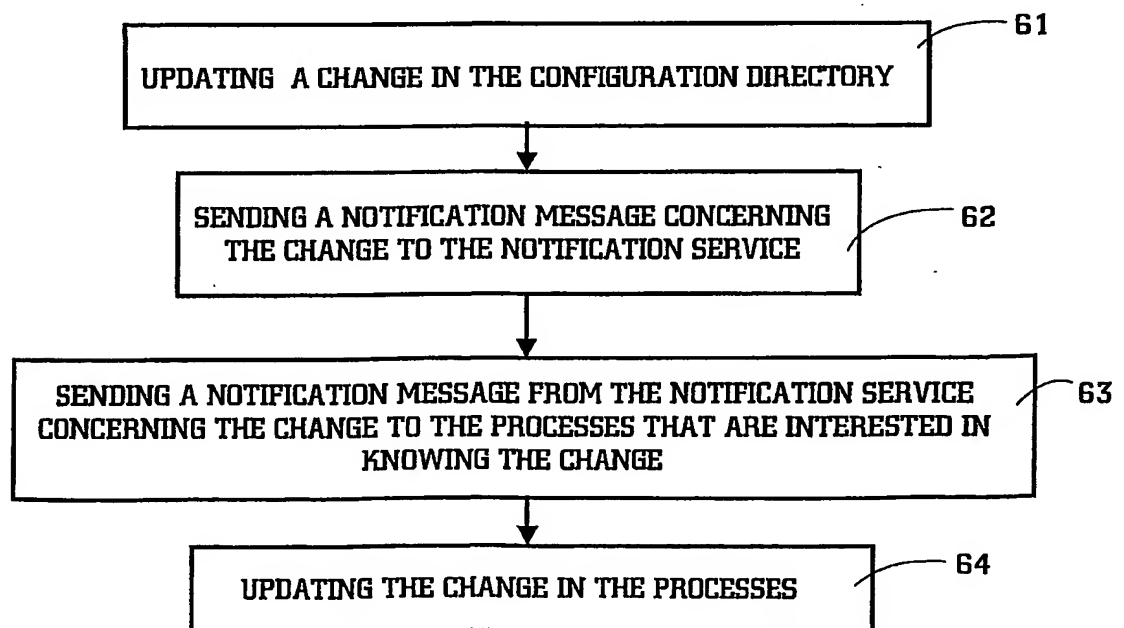 61
UPDATING A CHANGE IN THE CONFIGURATION DIRECTORY
SENDING A NOTIFICATION MESSAGE CONCERNING
THE CHANGE TO THE NOTIFICATION SERVICE
62
SENDING A NOTIFICATION MESSAGE FROM THE NOTIFICATION SERVICE
CONCERNING THE CHANGE TO THE PROCESSES THAT ARE INTERESTED IN
KNOWING THE CHANGE
63
UPDATING THE CHANGE IN THE PROCESSES
64